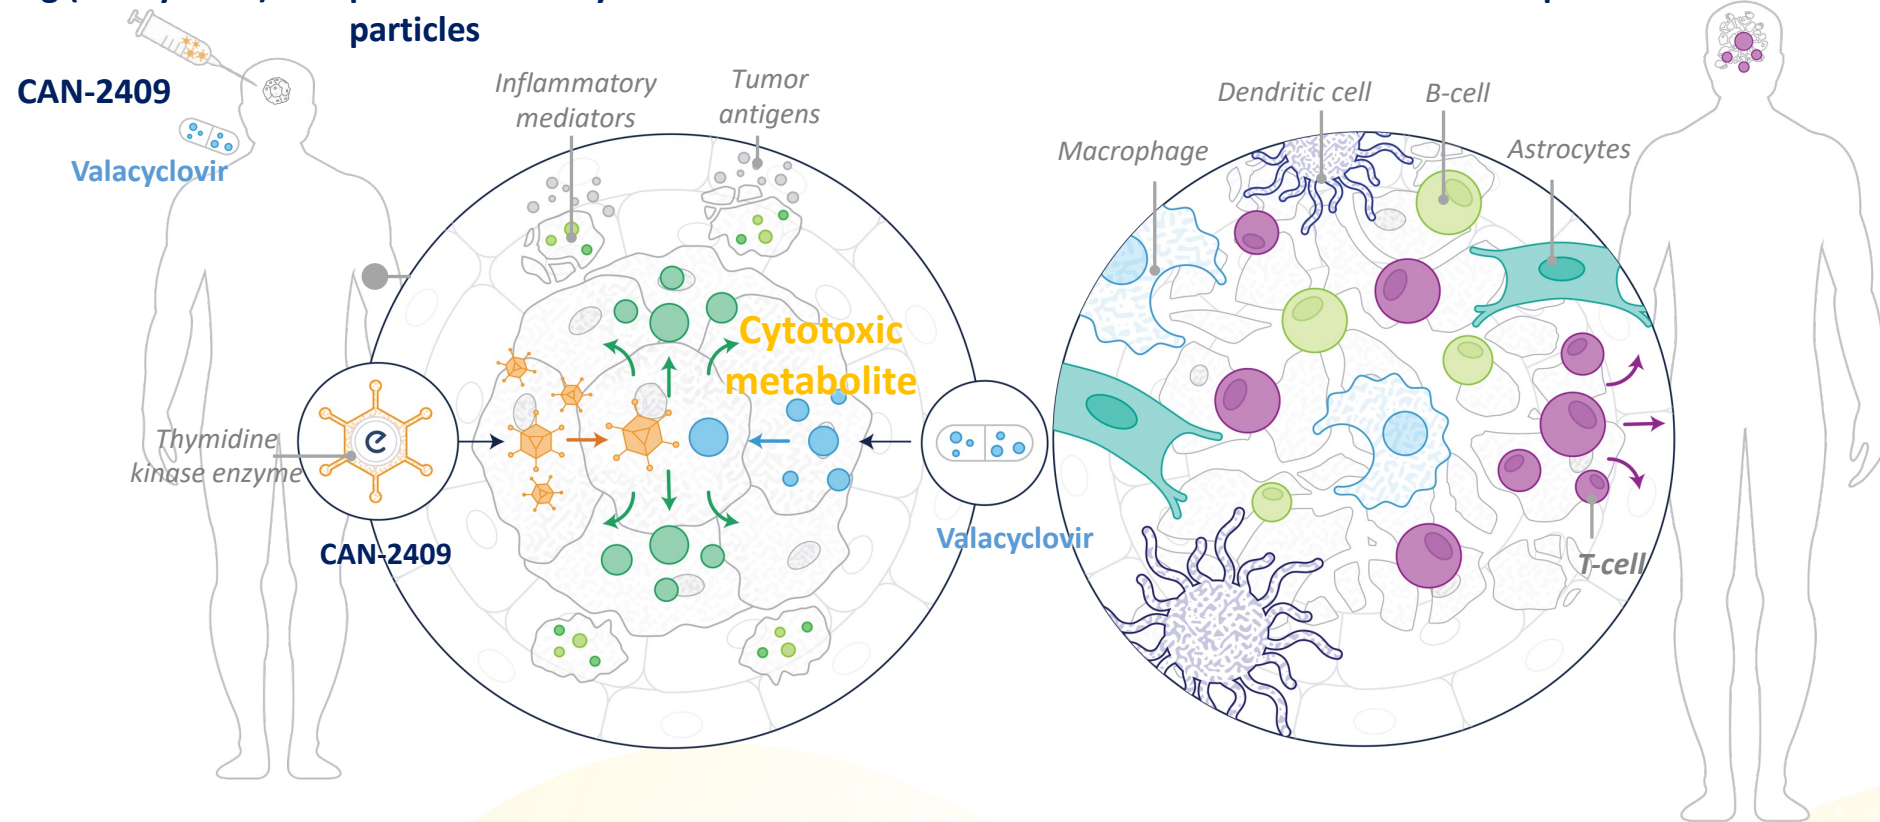 particles
CAN-2409
Valacyclovir
Inflammatory
mediators
Tumor
antigens
Cytotoxic
metabolite
Thymidine
kinase enzyme
e
CAN-2409
Valacyclovir
Macrophage
Dendritic cell
B-cell
Astrocytes
T-cell